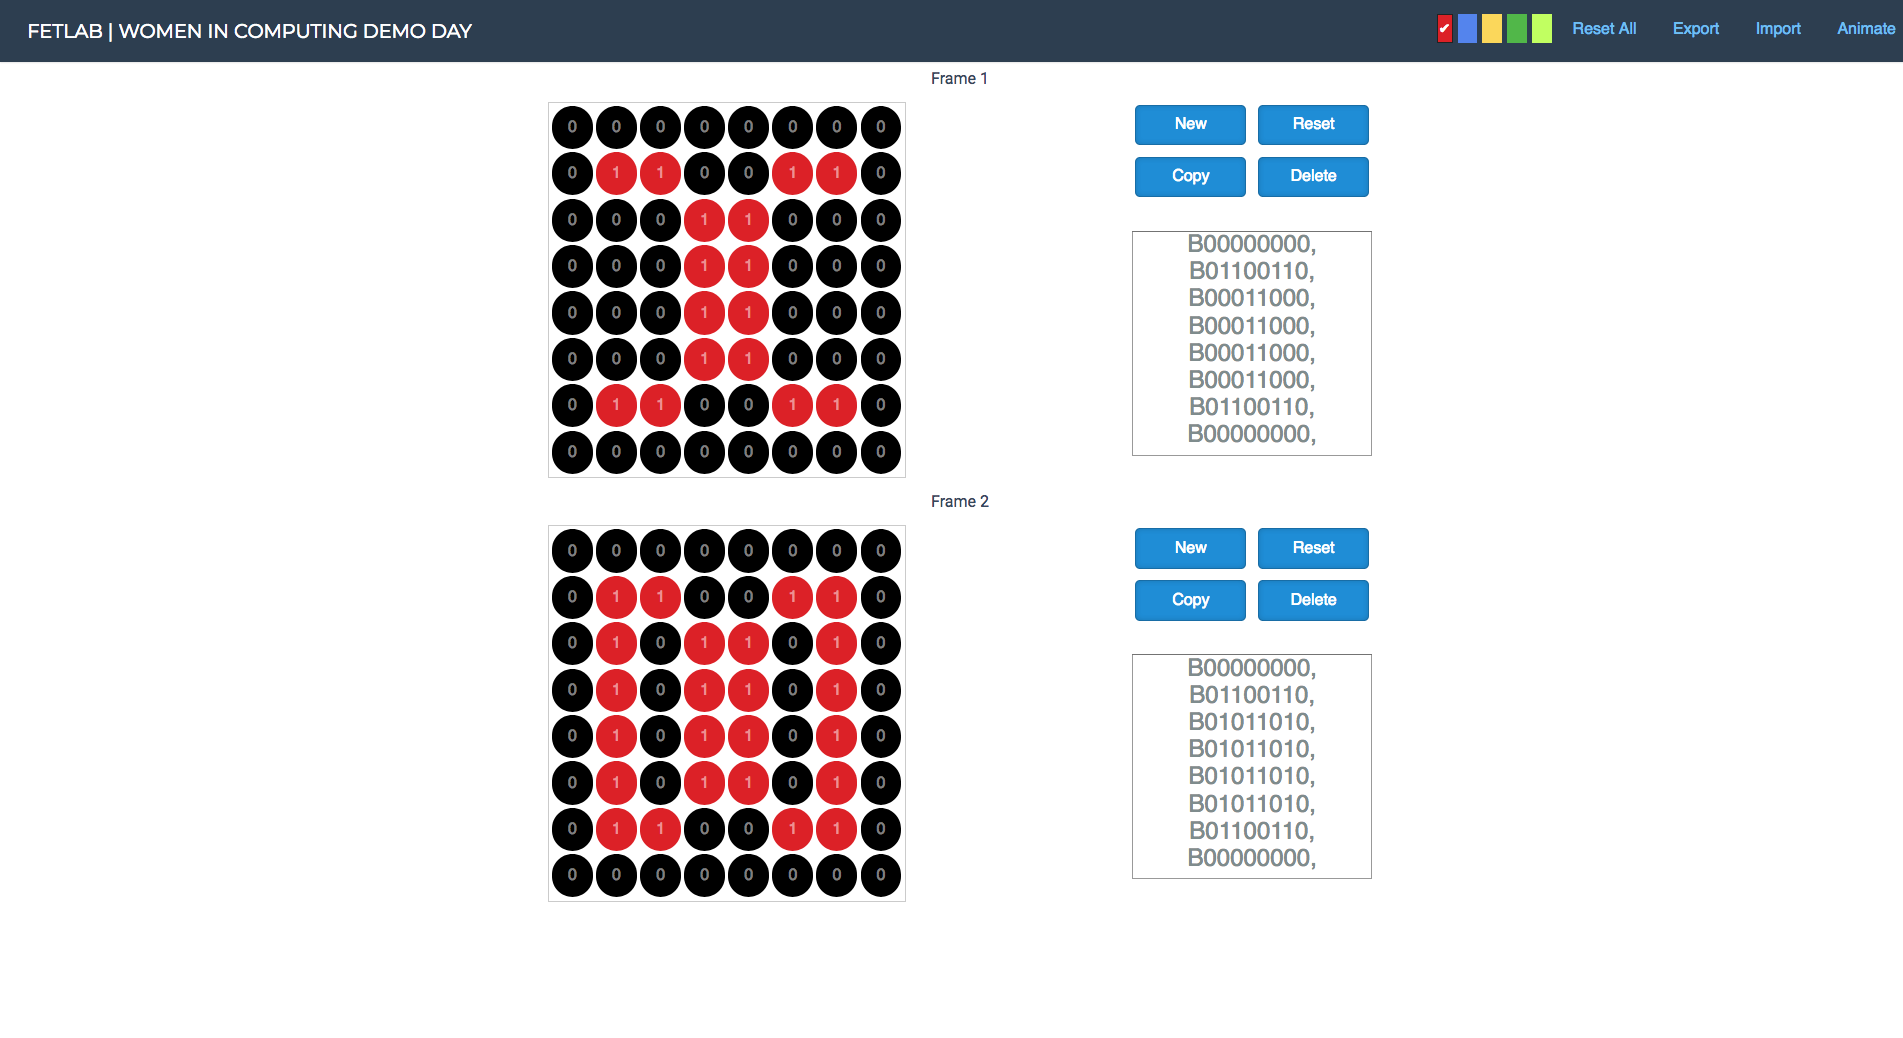 FETLAB | WOMEN IN COMPUTING DEMO DAY
✔ Reset All Export Import Animate
Frame 1
0 0 0 0 0 0 0 0
0 1 1 0 0 1 1 0
0 0 0 1 1 0 0 0
0 0 0 1 1 0 0 0
0 0 0 1 1 0 0 0
0 0 0 1 1 0 0 0
0 1 1 0 0 1 1 0
0 0 0 0 0 0 0 0
New Reset
Copy Delete
B00000000,
B01100110,
B00011000,
B00011000,
B00011000,
B00011000,
B01100110,
B00000000,
Frame 2
0 0 0 0 0 0 0 0
0 1 1 0 0 1 1 0
0 1 0 1 1 0 1 0
0 1 0 1 1 0 1 0
0 1 0 1 1 0 1 0
0 1 0 1 1 0 1 0
0 1 1 0 0 1 1 0
0 0 0 0 0 0 0 0
New Reset
Copy Delete
B00000000,
B01100110,
B01011010,
B01011010,
B01011010,
B01011010,
B01100110,
B00000000,